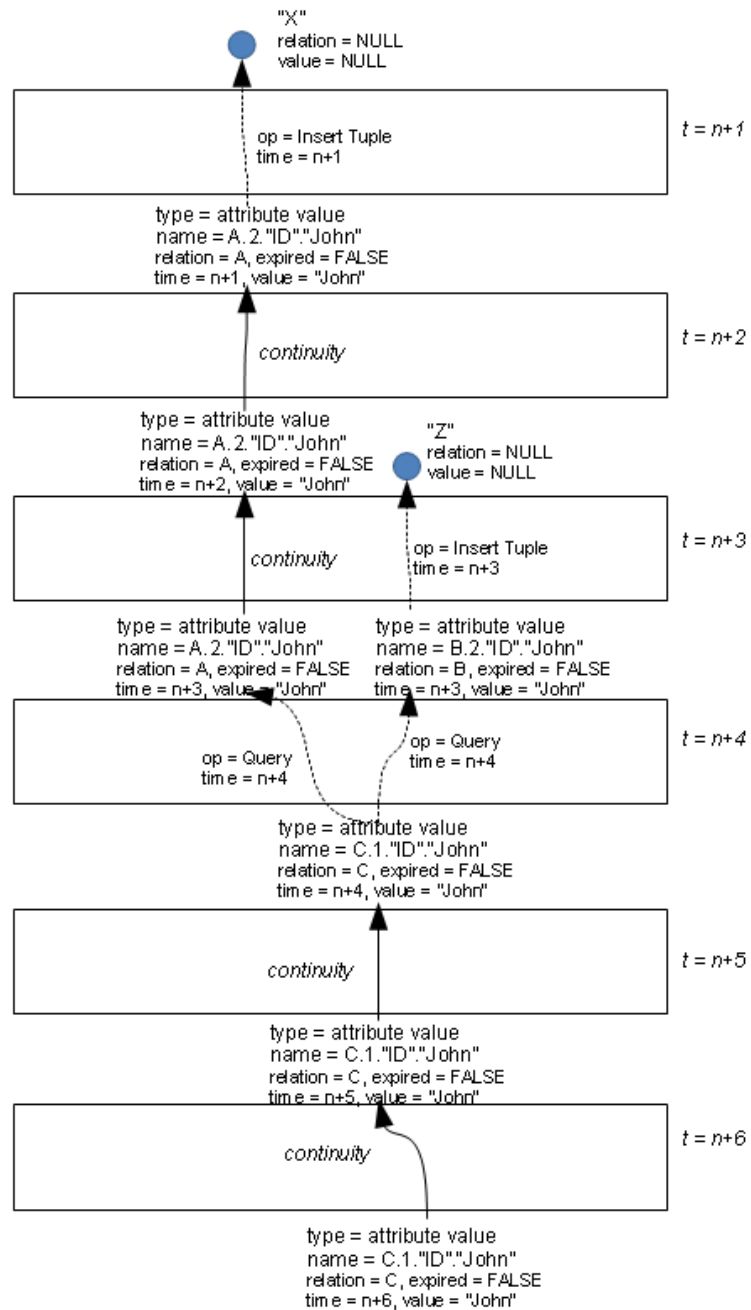 "X"
relation = NULL
value = NULL
t = n+1
op = Insert Tuple
time = n+1
type = attribute value
name = A.2."ID"."John"
relation = A, expired = FALSE
time = n+1, value = "John"
t = n+2
continuity
type = attribute value
name = A.2."ID"."John"
relation = A, expired = FALSE
time = n+2, value = "John"
"Z"
relation = NULL
value = NULL
t = n+3
continuity
op = Insert Tuple
time = n+3
type = attribute value
name = A.2."ID"."John"
relation = A, expired = FALSE
time = n+3, value = "John"
type = attribute value
name = B.2."ID"."John"
relation = B, expired = FALSE
time = n+3, value = "John"
t = n+4
op = Query
time = n+4
op = Query
time = n+4
type = attribute value
name = C.1."ID"."John"
relation = C, expired = FALSE
time = n+4, value = "John"
t = n+5
continuity
type = attribute value
name = C.1."ID"."John"
relation = C, expired = FALSE
time = n+5, value = "John"
t = n+6
continuity
type = attribute value
name = C.1."ID"."John"
relation = C, expired = FALSE
time = n+6, value = "John"